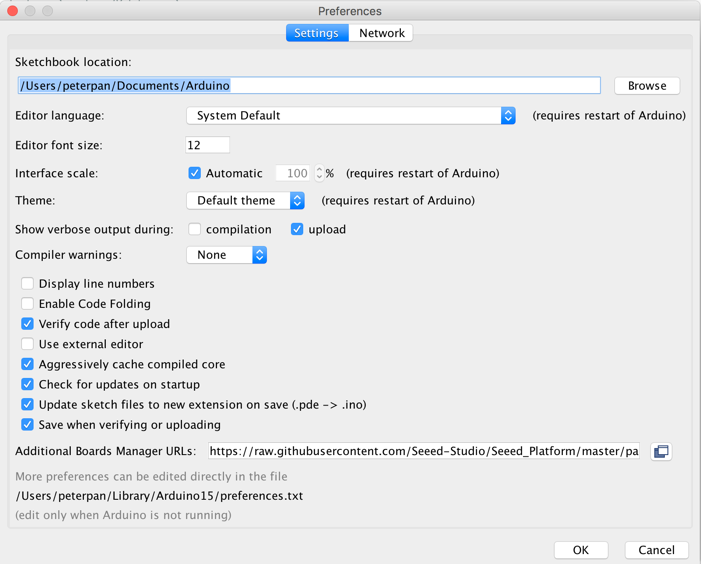 Preferences
Settings Network
Sketchbook location:
/Users/peterpan/Documents/Arduino Browse
Editor language: System Default (requires restart of Arduino)
Editor font size: 12
Interface scale: Automatic 100 % (requires restart of Arduino)
Theme: Default theme (requires restart of Arduino)
Show verbose output during: compilation upload
Compiler warnings: None
Display line numbers
Enable Code Folding
Verify code after upload
Use external editor
Aggressively cache compiled core
Check for updates on startup
Update sketch files to new extension on save (.pde -> .ino)
Save when verifying or uploading
Additional Boards Manager URLs: https://raw.githubusercontent.com/Seeed-Studio/Seeed_Platform/master/pa
More preferences can be edited directly in the file
/Users/peterpan/Library/Arduino15/preferences.txt
(edit only when Arduino is not running)
OK Cancel